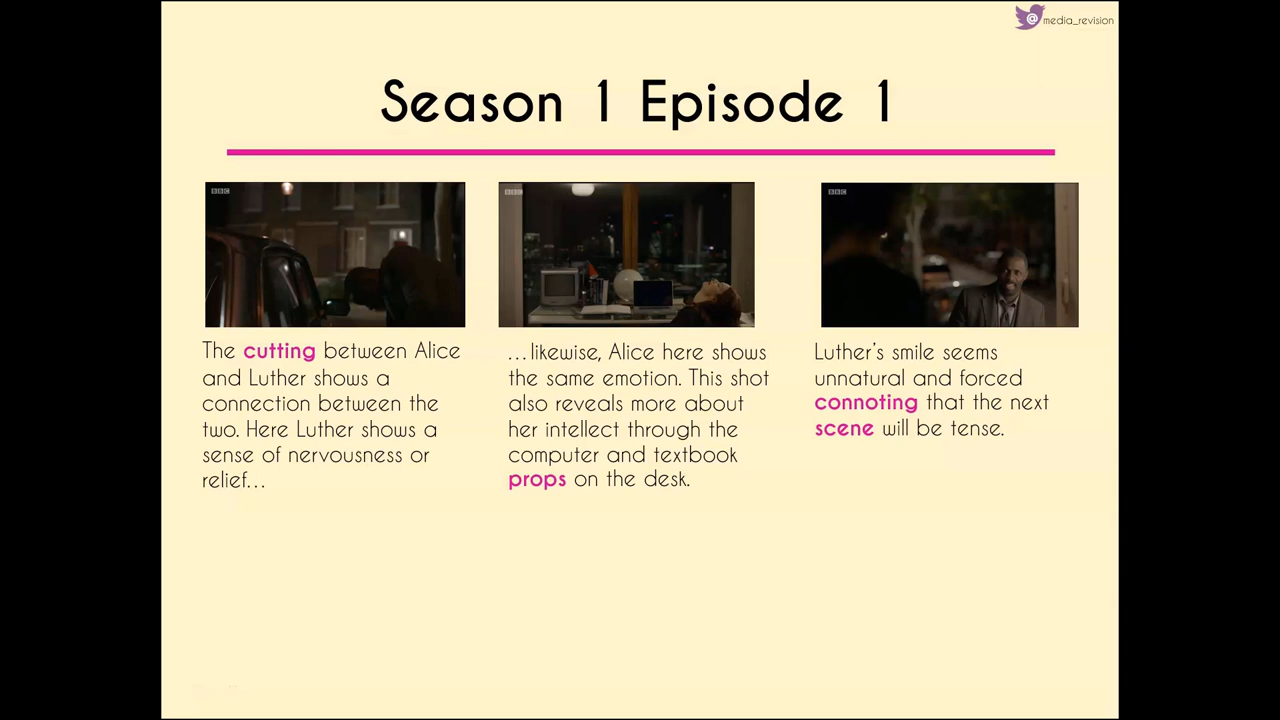 @media_revision
Season 1 Episode 1
BBC
BBC
BBC
The cutting between Alice
and Luther shows a
connection between the
two. Here Luther shows a
sense of nervousness or
relief...
...likewise, Alice here shows
the same emotion. This shot
also reveals more about
her intellect through the
computer and textbook
props on the desk.
Luther's smile seems
unnatural and forced
connoting that the next
scene will be tense.